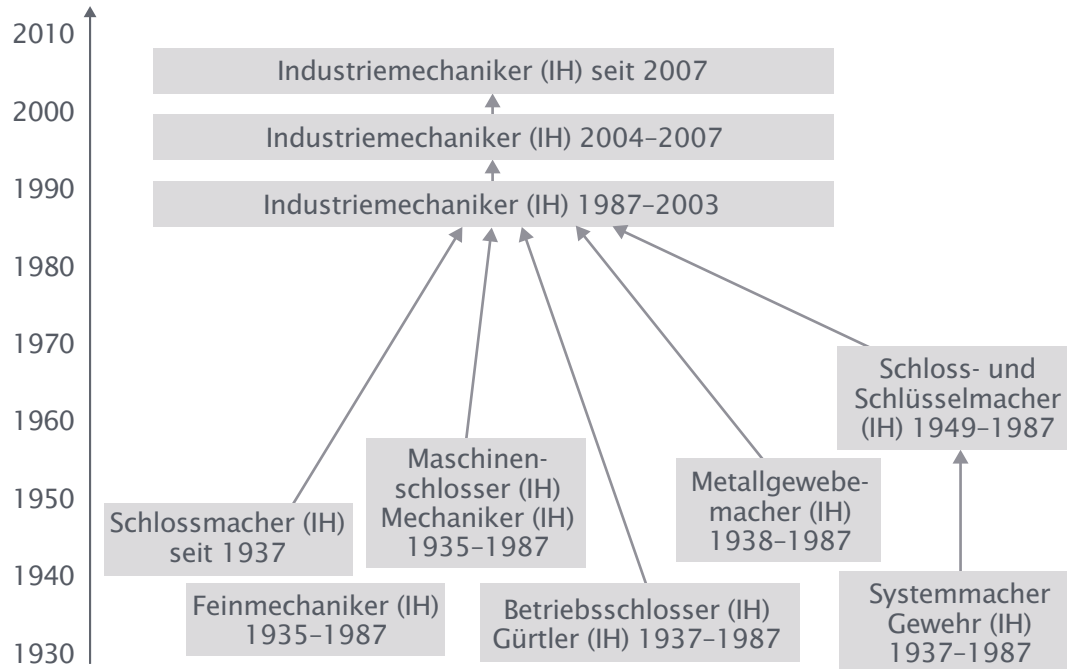 2010
Industriemechaniker (IH) seit 2007
2000
Industriemechaniker (IH) 2004–2007
1990
Industriemechaniker (IH) 1987–2003
1980
1970
Schloss- und
Schlüsselmacher
(IH) 1949–1987
1960
Maschinen-
schlosser (IH)
Mechaniker (IH)
1935–1987
Metallgewebe-
macher (IH)
1938–1987
1950
Schlossmacher (IH)
seit 1937
1940
Feinmechaniker (IH)
1935–1987
Betriebsschlosser (IH)
Gürtler (IH) 1937–1987
Systemmacher
Gewehr (IH)
1937–1987
1930